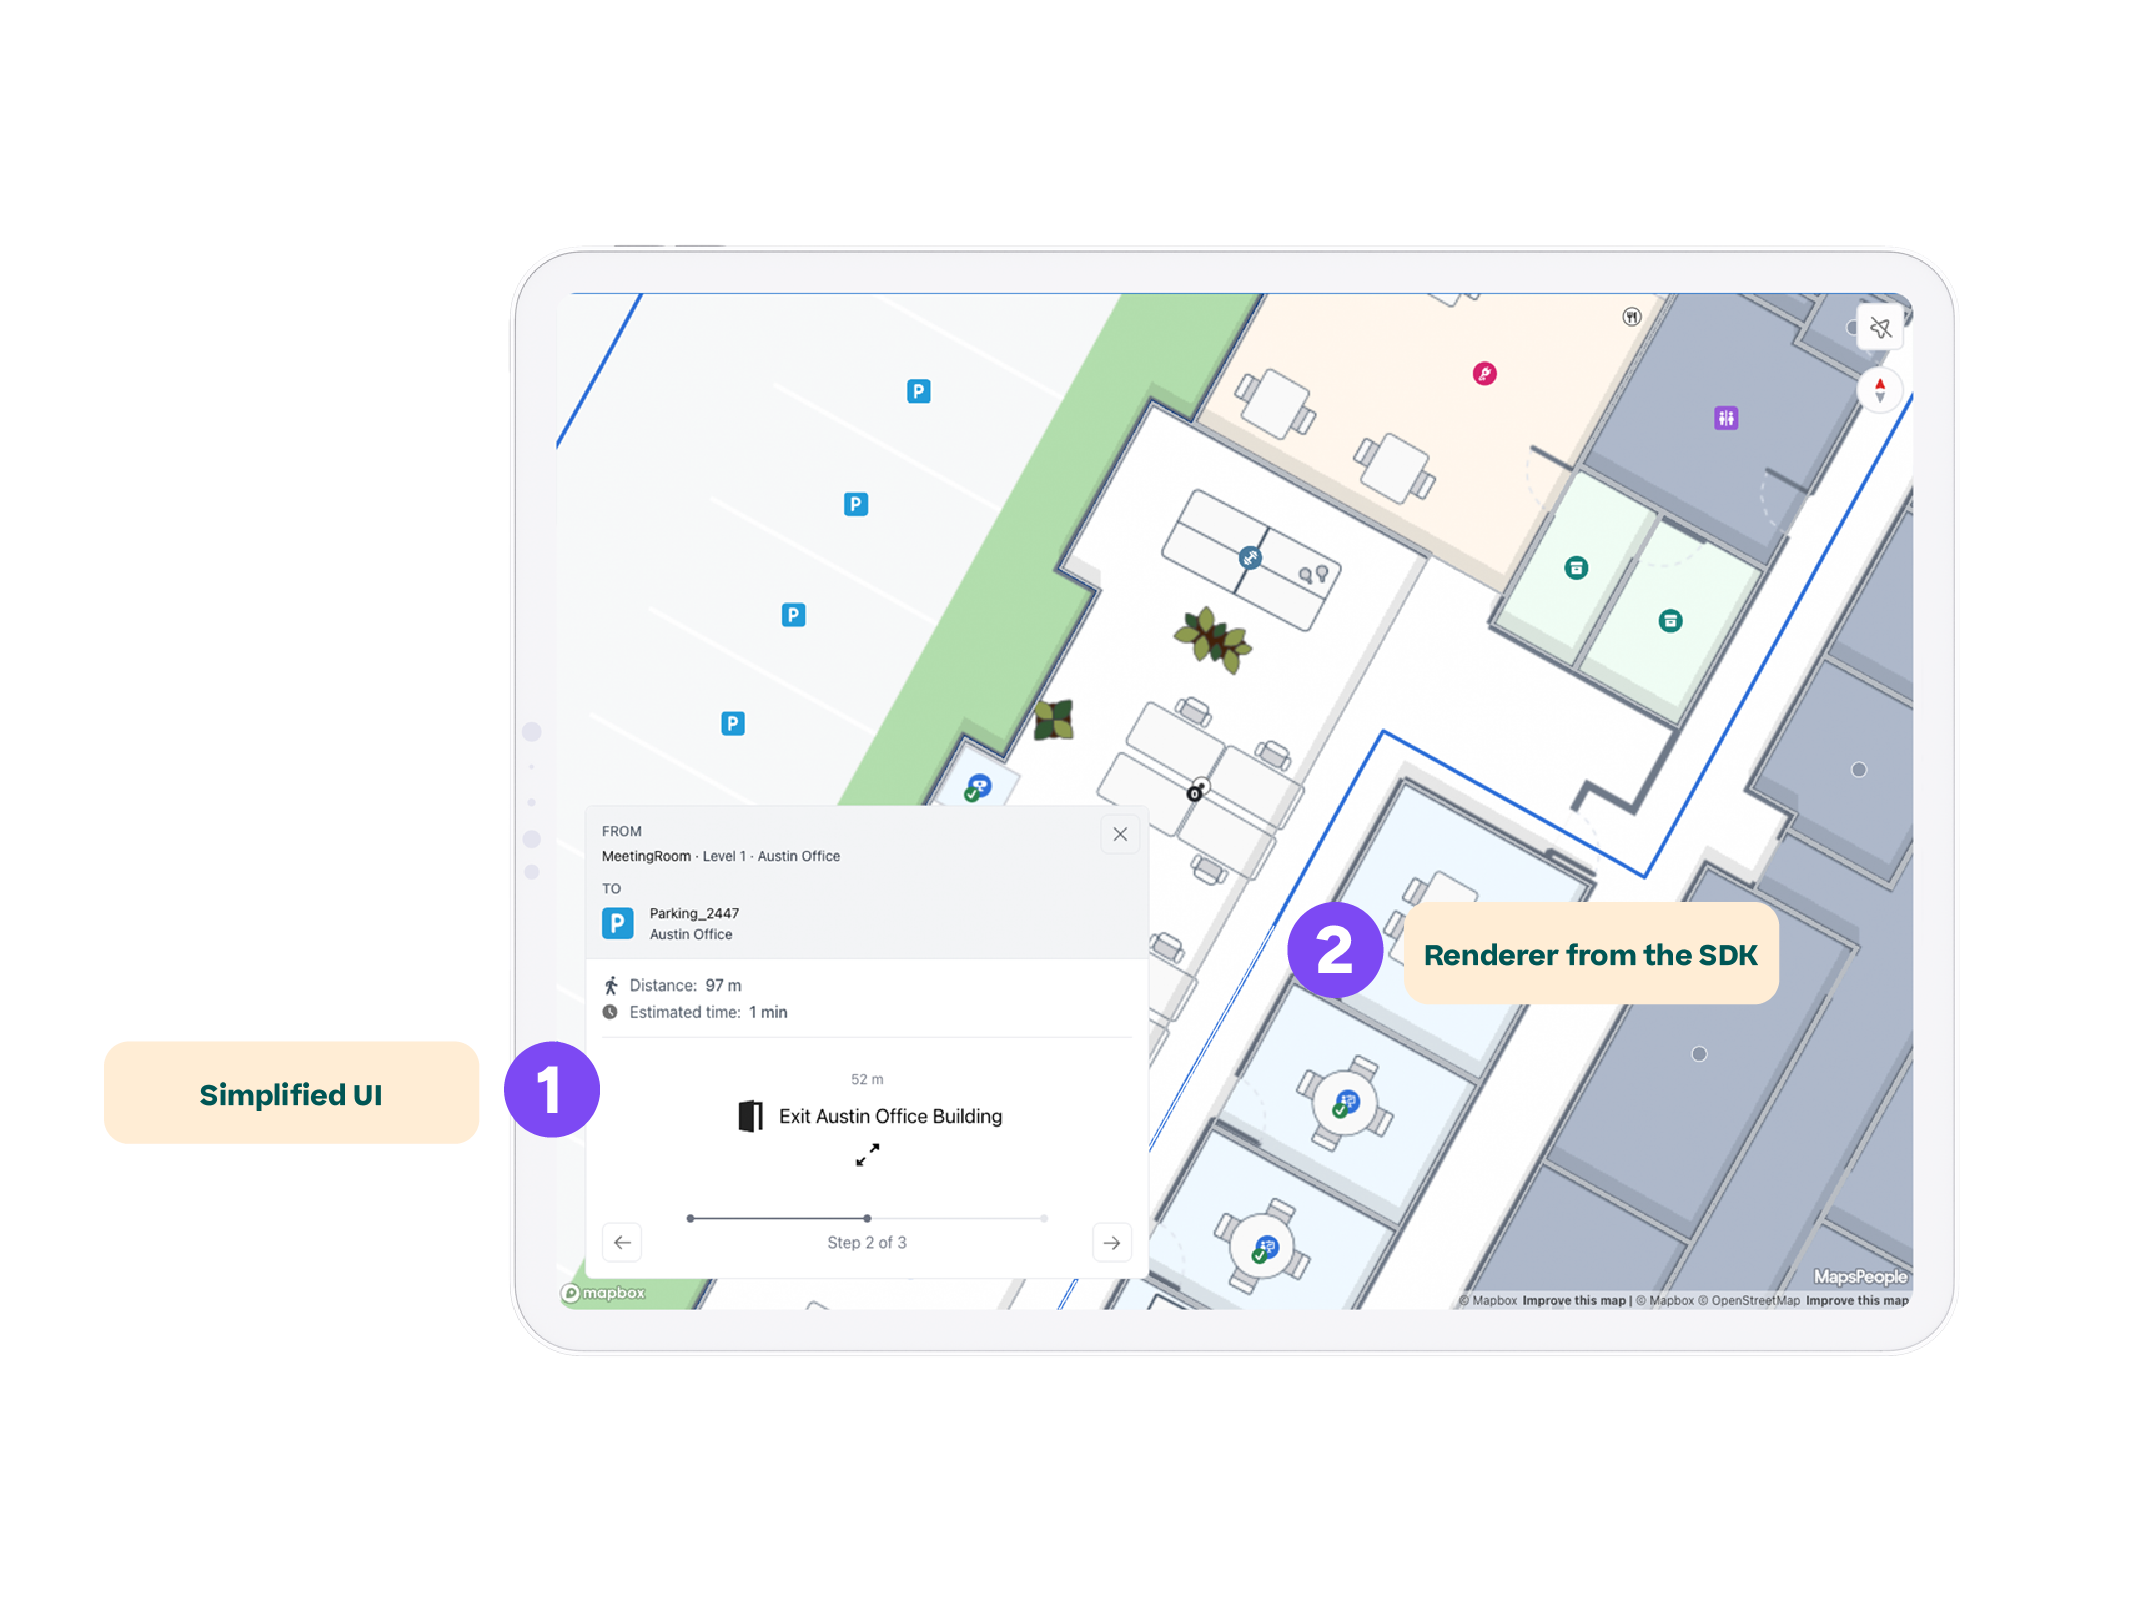 P
P
P
P
FROM
MeetingRoom · Level 1 · Austin Office
TO
P
Parking_2447
Austin Office
Distance: 97 m
Estimated time: 1 min
52 m
Exit Austin Office Building
Step 2 of 3
0
1
Simplified UI
2
Renderer from the SDK
mapbox
MapsPeople
© Mapbox Improve this map | © Mapbox © OpenStreetMap Improve this map